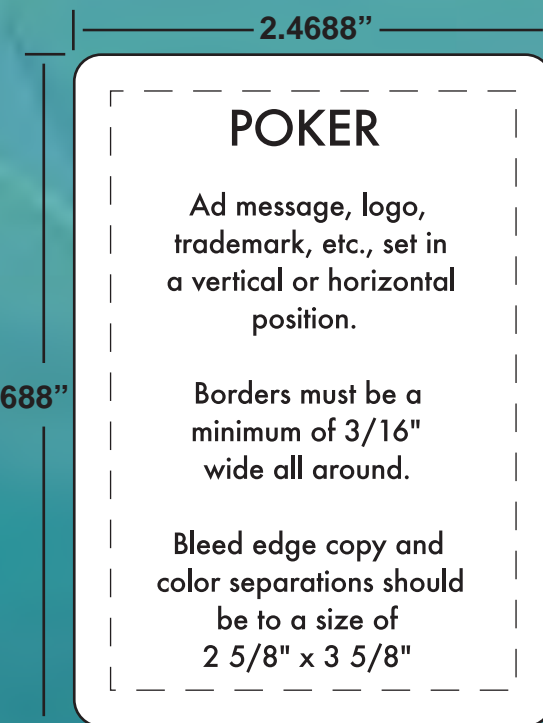 2.4688”
POKER
Ad message, logo,
trademark, etc., set in
a vertical or horizontal
position.
688”
Borders must be a
minimum of 3/16"
wide all around.
Bleed edge copy and
color separations should
be to a size of
2 5/8" x 3 5/8"